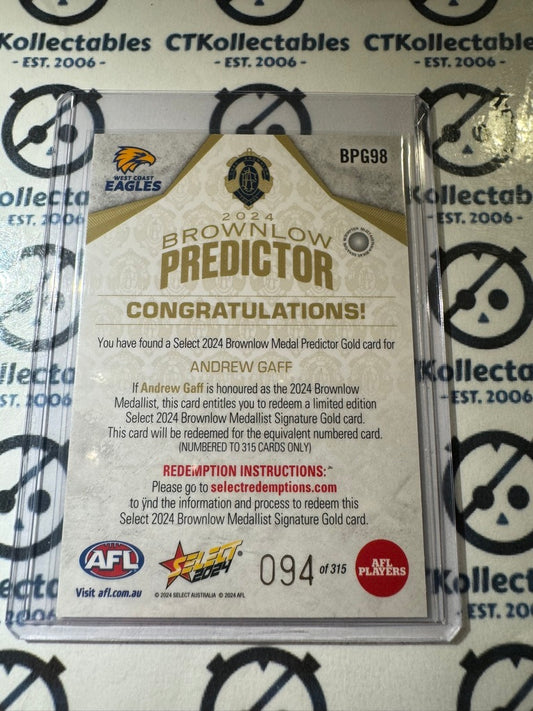 CTKollectables CTKollectables CTKollectables
- EST. 2006 - - EST. 2006 - - EST. 2006 -
WEST COAST
EAGLES
BPG98
2024
BROWNLOW
PREDICTOR
CONGRATULATIONS!
You have found a Select 2024 Brownlow Medal Predictor Gold card for
ANDREW GAFF
If Andrew Gaff is honoured as the 2024 Brownlow
Medallist, this card entitles you to redeem a limited edition
Select 2024 Brownlow Medallist Signature Gold card.
This card will be redeemed for the equivalent numbered card.
(NUMBERED TO 315 CARDS ONLY)
REDEMPTION INSTRUCTIONS:
Please go to selectredemptions.com
to ÿnd the information and process to redeem this
Select 2024 Brownlow Medallist Signature Gold card.
AFL
Visit afl.com.au
SELECT
2024
© 2024 SELECT AUSTRALIA © 2024 AFL
094 of 315
AFL
PLAYERS